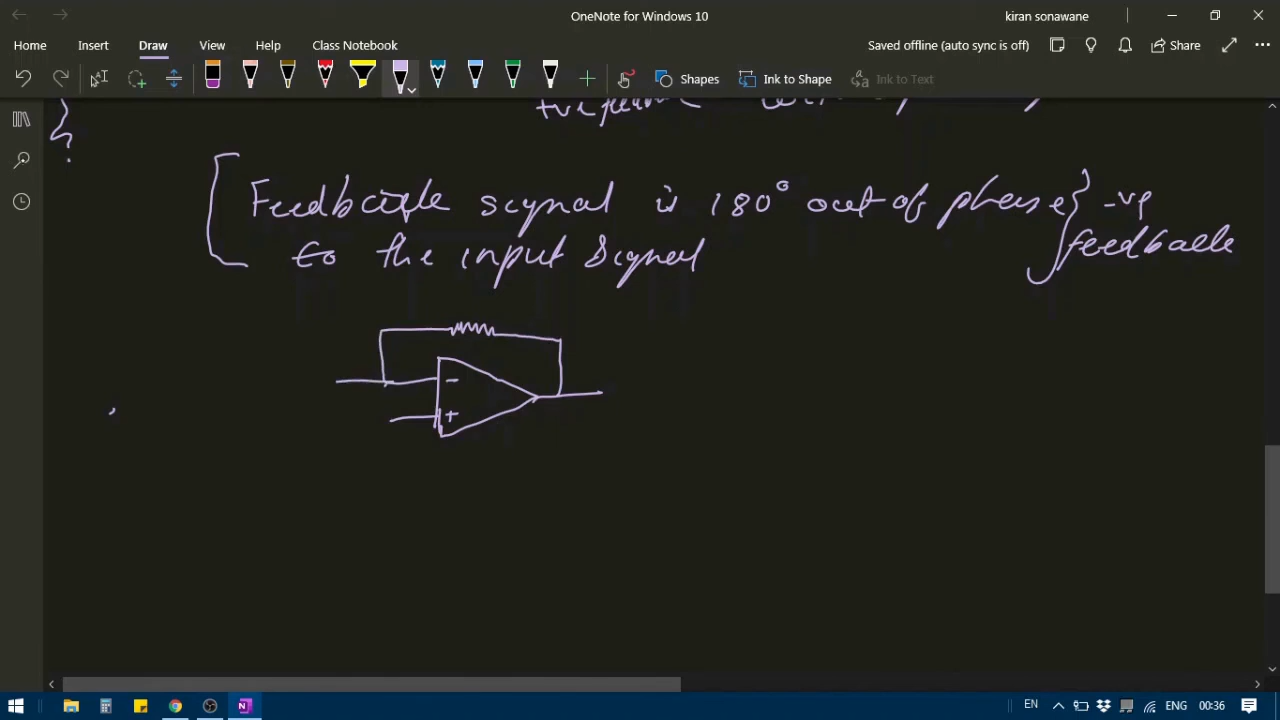 OneNote for Windows 10
kiran sonawane
Home Insert Draw View Help Class Notebook
Saved offline (auto sync is off) Share
Shapes Ink to Shape Ink to Text
Feedback signal is 180° out of phase } -ve
to the input signal feedback
-
+
EN ENG 00:36